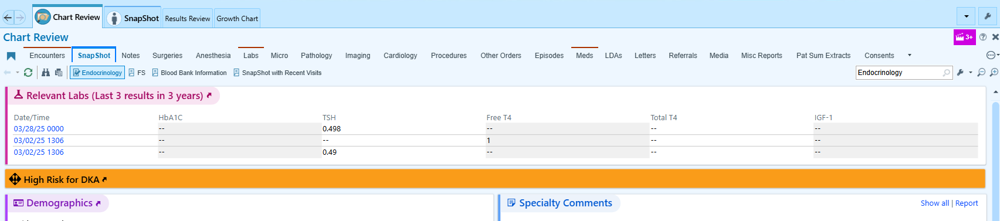 Chart Review SnapShot Results Review Growth Chart
Chart Review 3+
Encounters SnapShot Notes Surgeries Anesthesia Labs Micro Pathology Imaging Cardiology Procedures Other Orders Episodes Meds LDAs Letters Referrals Media Misc Reports Pat Sum Extracts Consents
Endocrinology FS Blood Bank Information SnapShot with Recent Visits Endocrinology
Relevant Labs (Last 3 results in 3 years)
Date/Time HbA1C TSH Free T4 Total T4 IGF-1
03/28/25 0000 -- 0.498 -- -- --
03/02/25 1306 -- -- 1 -- --
03/02/25 1306 -- 0.49 -- -- --
High Risk for DKA
Demographics Specialty Comments Show all | Report